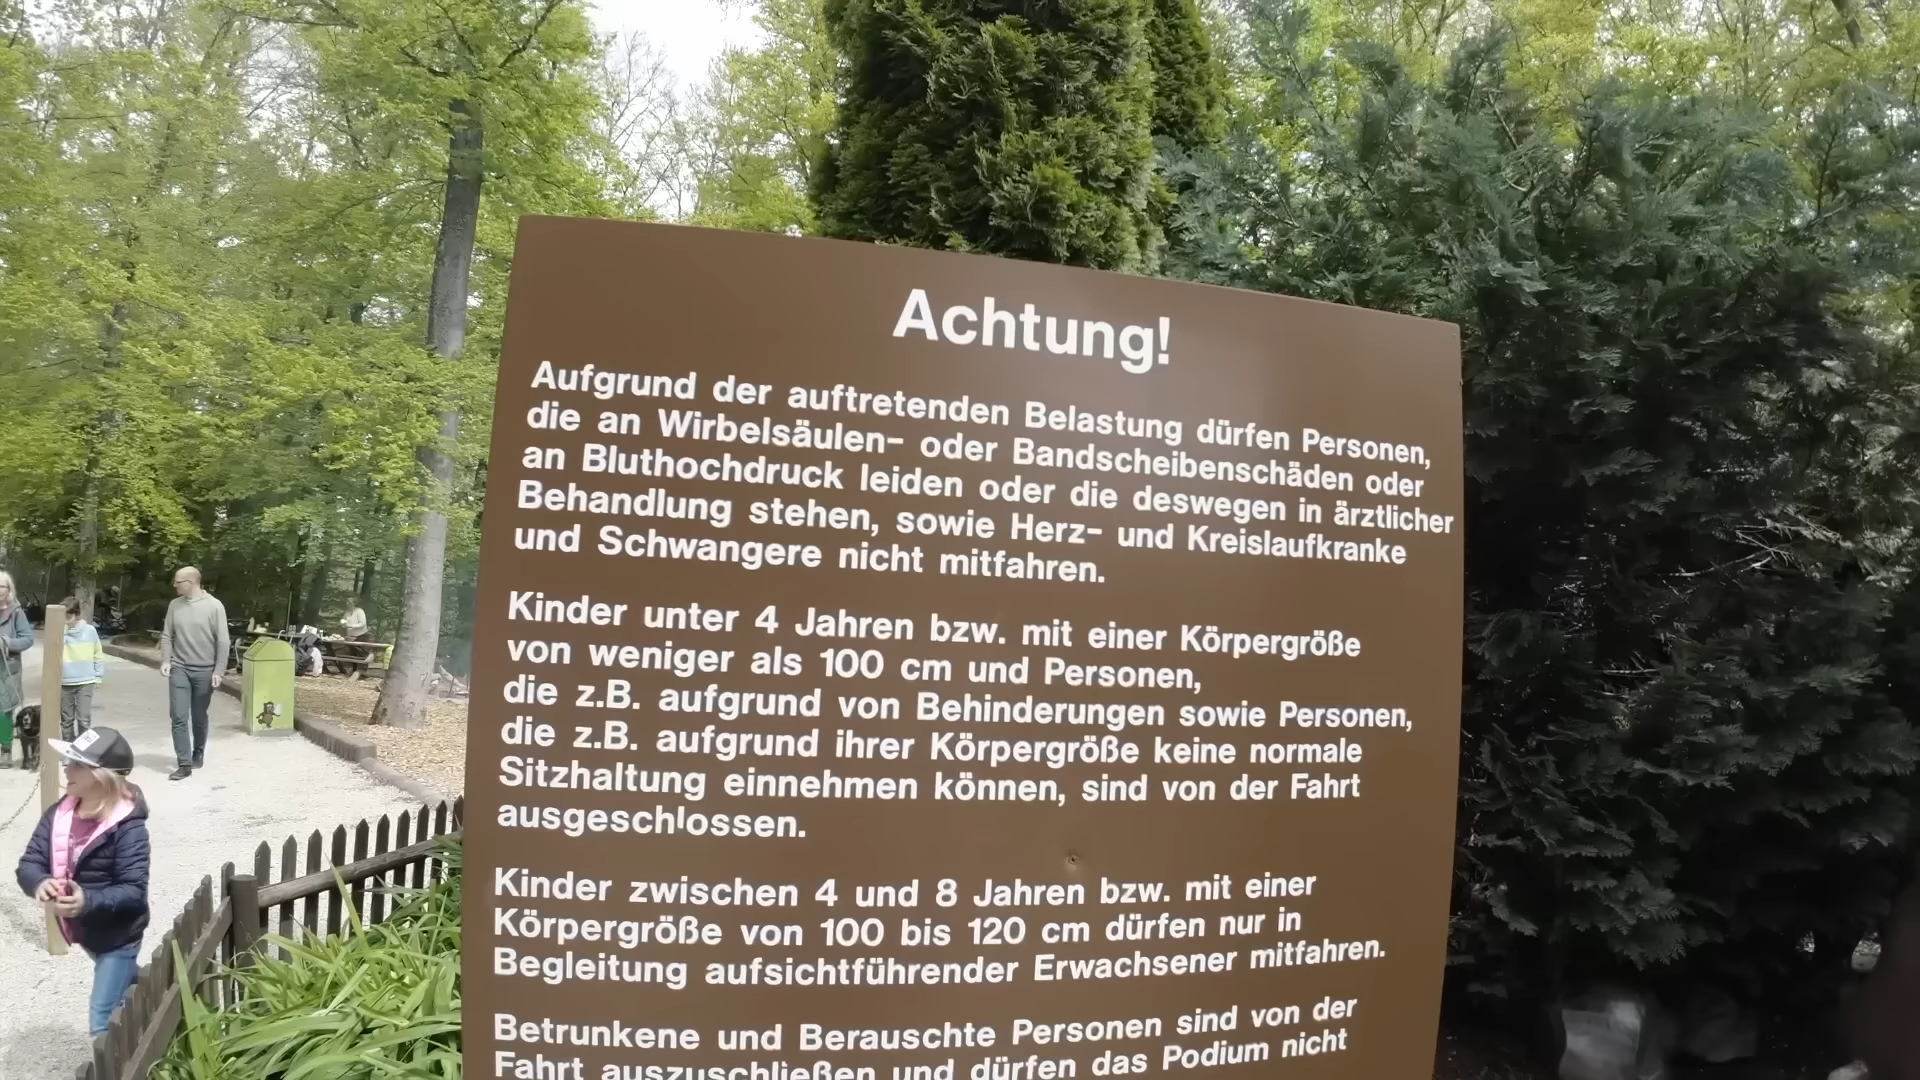 Achtung!
Aufgrund der auftretenden Belastung dürfen Personen,
die an Wirbelsäulen- oder Bandscheibenschäden oder
an Bluthochdruck leiden oder die deswegen in ärztlicher
Behandlung stehen, sowie Herz- und Kreislaufkranke
und Schwangere nicht mitfahren.
Kinder unter 4 Jahren bzw. mit einer Körpergröße
von weniger als 100 cm und Personen,
die z.B. aufgrund von Behinderungen sowie Personen,
die z.B. aufgrund ihrer Körpergröße keine normale
Sitzhaltung einnehmen können, sind von der Fahrt
ausgeschlossen.
Kinder zwischen 4 und 8 Jahren bzw. mit einer
Körpergröße von 100 bis 120 cm dürfen nur in
Begleitung aufsichtführender Erwachsener mitfahren.
Betrunkene und Berauschte Personen sind von der
Fahrt auszuschließen und dürfen das Podium nicht